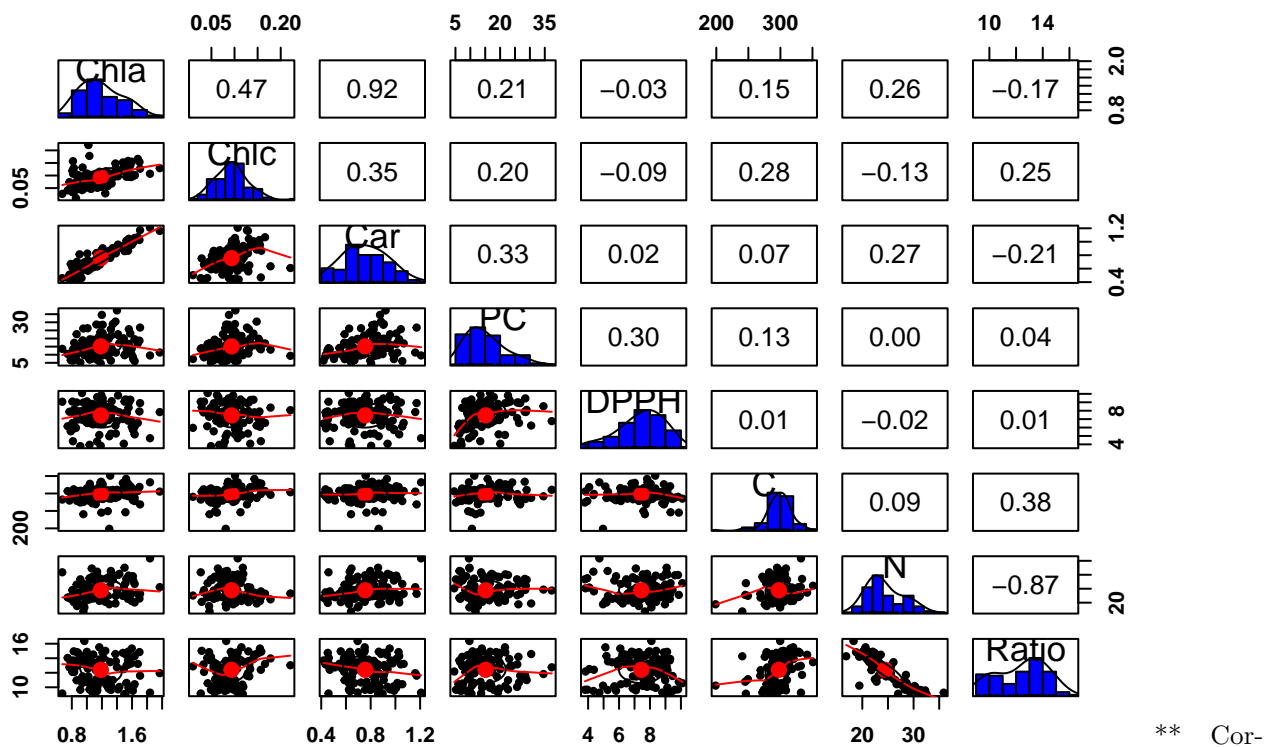 0.05 0.20 5 20 35 200 300 10 14
Chla 0.47 0.92 0.21 −0.03 0.15 0.26 −0.17 0.8 2.0
0.05 Chlc 0.35 0.20 −0.09 0.28 −0.13 0.25
Car 0.33 0.02 0.07 0.27 −0.21 0.4 1.2
5 30 PC 0.30 0.13 0.00 0.04
DPPH 0.01 −0.02 0.01 4 8
200 C 0.09 0.38
N −0.87 20
10 16 Ratio
0.8 1.6 0.4 0.8 1.2 4 6 8 20 30
** Cor-